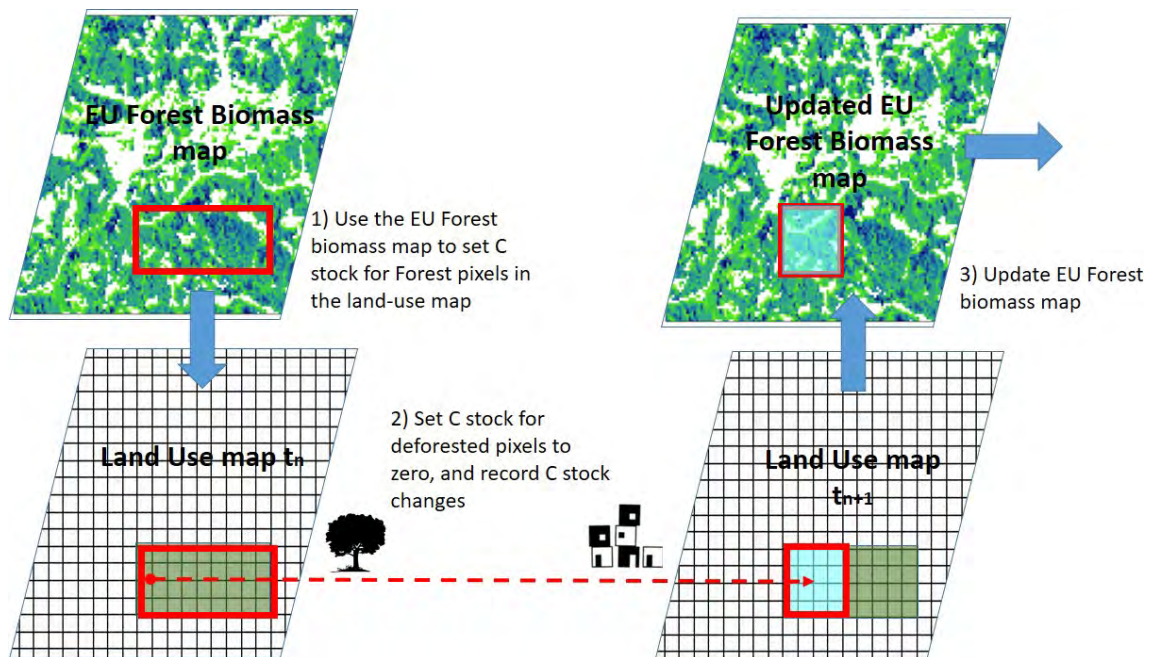 EU Forest Biomass
map
1) Use the EU Forest
biomass map to set C
stock for Forest pixels in
the land-use map
Land Use map tn
2) Set C stock for
deforested pixels to
zero, and record C stock
changes
Updated EU
Forest Biomass
map
3) Update EU Forest
biomass map
Land Use map
tn+1